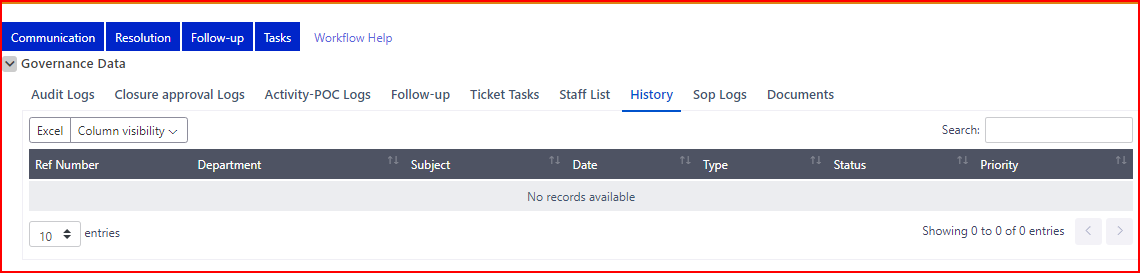 Communication Resolution Follow-up Tasks Workflow Help
Governance Data
Audit Logs Closure approval Logs Activity-POC Logs Follow-up Ticket Tasks Staff List History Sop Logs Documents
Excel Column visibility Search:
Ref Number Department Subject Date Type Status Priority
No records available
10 entries Showing 0 to 0 of 0 entries